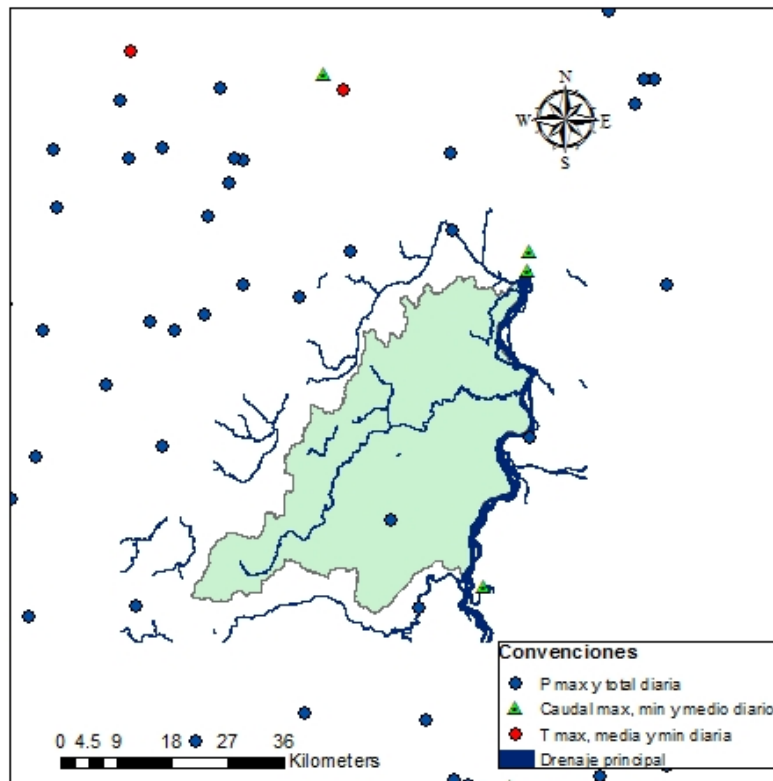 N
W E
S
Convenciones
P max y total diaria
Caudal max, min y medio diario
T max, media y min diaria
Drenaje principal
0 4.5 9 18 27 36
Kilometers